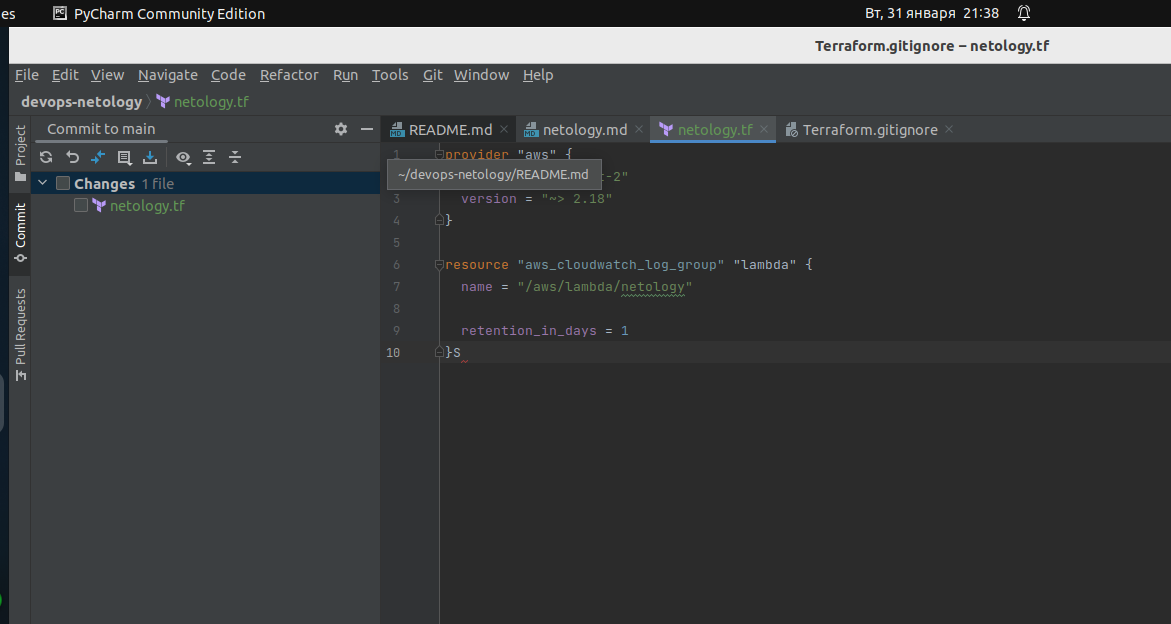 es PyCharm Community Edition Вт, 31 января 21:38
Terraform.gitignore – netology.tf
File Edit View Navigate Code Refactor Run Tools Git Window Help
devops-netology netology.tf
Project
Commit
Pull Requests
Commit to main
Changes 1 file
netology.tf
README.md netology.md netology.tf Terraform.gitignore
~/devops-netology/README.md
1 provider "aws" {
t-2"
3 version = "~> 2.18"
4 }
5
6 resource "aws_cloudwatch_log_group" "lambda" {
7 name = "/aws/lambda/netology"
8
9 retention_in_days = 1
10 }S